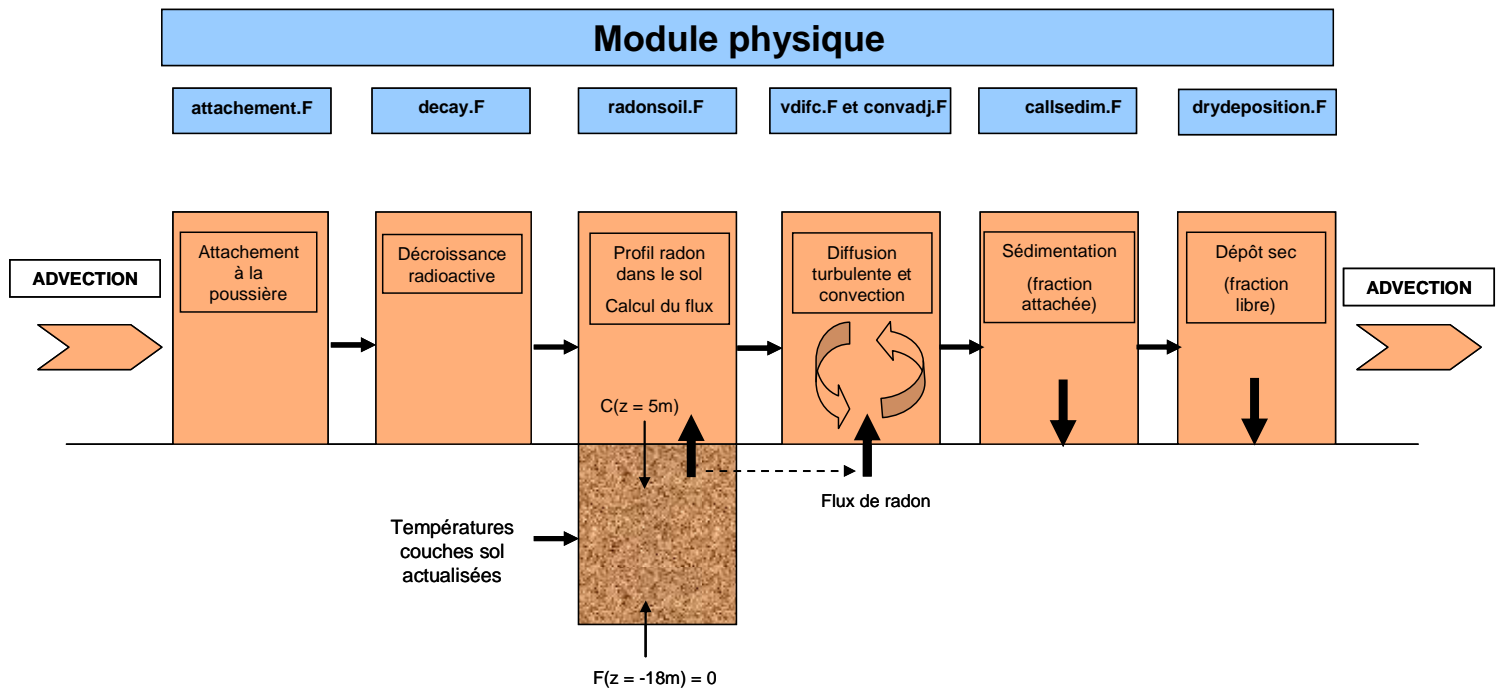 Module physique
attachement.F
decay.F
radonsoil.F
vdifc.F et convadj.F
callsedim.F
drydeposition.F
ADVECTION
Attachement
à la
poussière
Décroissance
radioactive
Profil radon
dans le sol
Calcul du flux
Diffusion
turbulente et
convection
Sédimentation
(fraction
attachée)
Dépôt sec
(fraction
libre)
ADVECTION
C(z = 5m)
Flux de radon
Températures
couches sol
actualisées
F(z = -18m) = 0